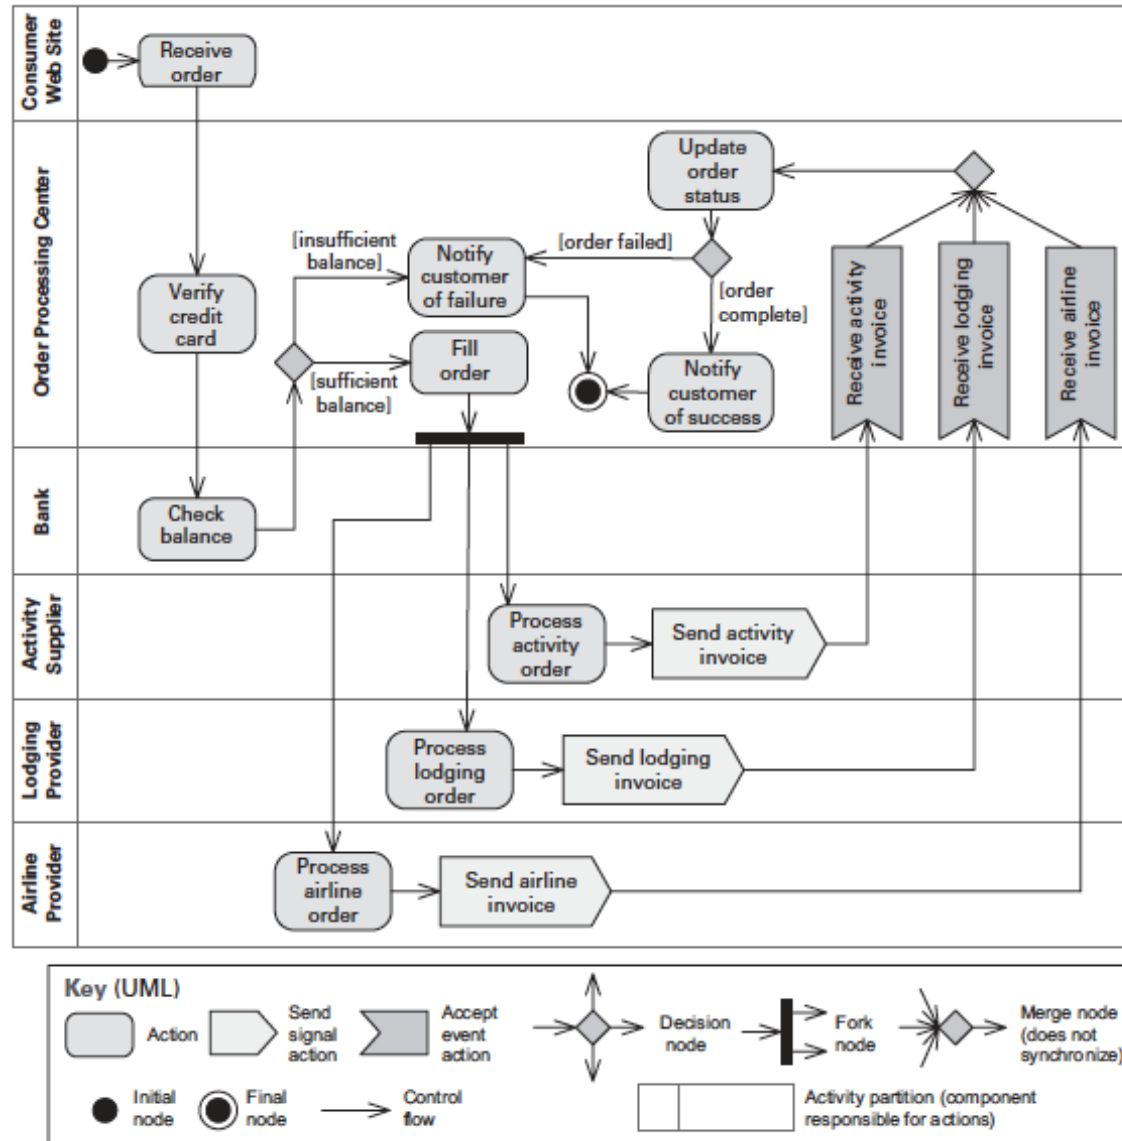 Consumer
Web Site
Receive
order
Order Processing Center
Update
order
status
[insufficient
balance]
Notify
customer
of failure
[order failed]
[order
complete]
Verify
credit
card
Fill
order
[sufficient
balance]
Notify
customer
of success
Receive activity
invoice
Receive lodging
invoice
Receive airline
invoice
Bank
Check
balance
Activity
Supplier
Process
activity
order
Send activity
invoice
Lodging
Provider
Process
lodging
order
Send lodging
invoice
Airline
Provider
Process
airline
order
Send airline
invoice
Key (UML)
Action
Send
signal
action
Accept
event
action
Decision
node
Fork
node
Merge node
(does not
synchronize)
Initial
node
Final
node
Control
flow
Activity partition (component
responsible for actions)